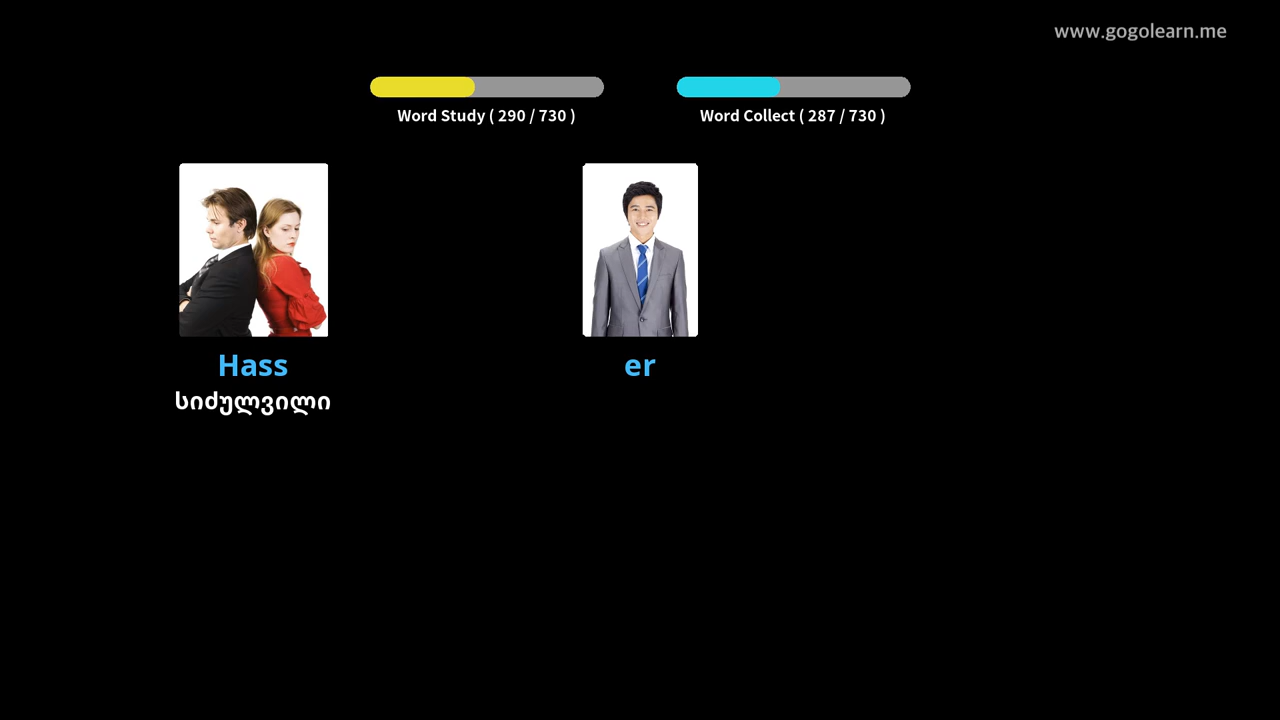 www.gogolearn.me
Word Study ( 290 / 730 )
Word Collect ( 287 / 730 )
Hass
er
სიძულვილი